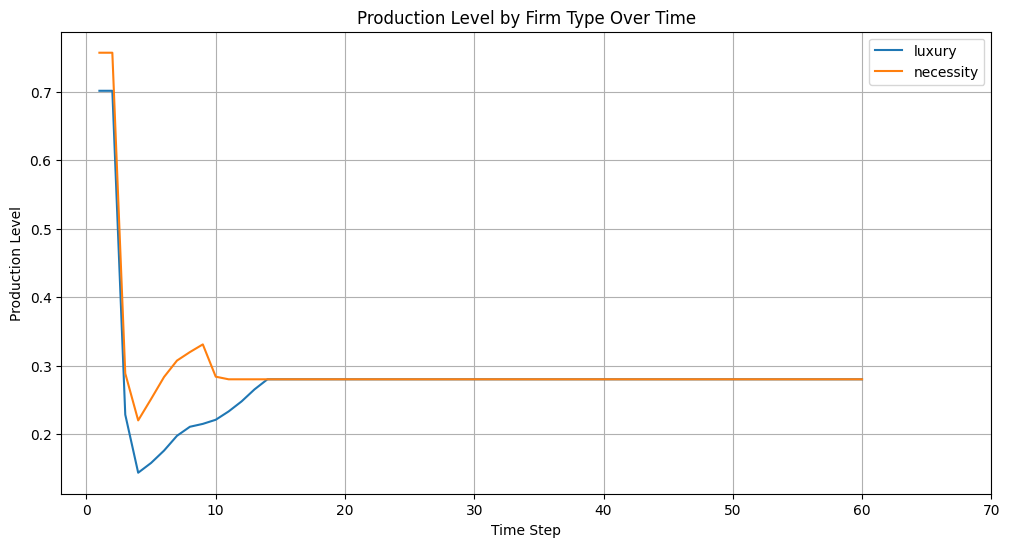 Production Level by Firm Type Over Time
luxury
necessity
Production Level
0.7
0.6
0.5
0.4
0.3
0.2
0 10 20 30 40 50 60 70
Time Step